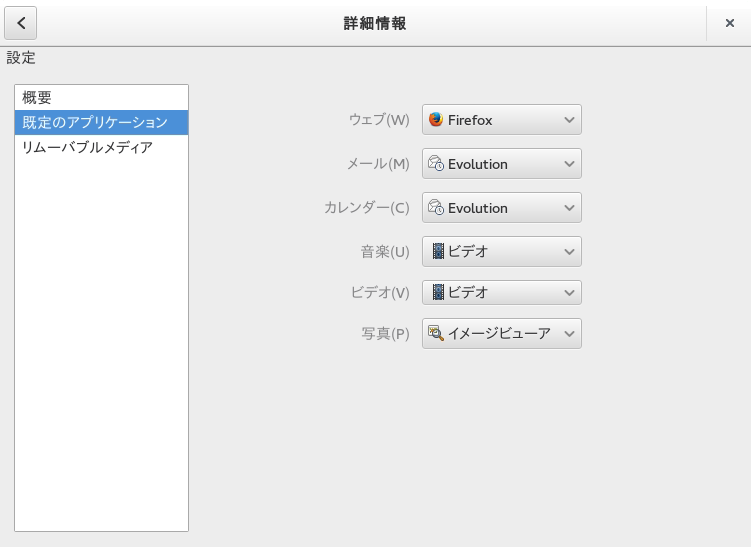 詳細情報
設定
概要
既定のアプリケーション
リムーバブルメディア
ウェブ(W) Firefox
メール(M) Evolution
カレンダー(C) Evolution
音楽(U) ビデオ
ビデオ(V) ビデオ
写真(P) イメージビューア